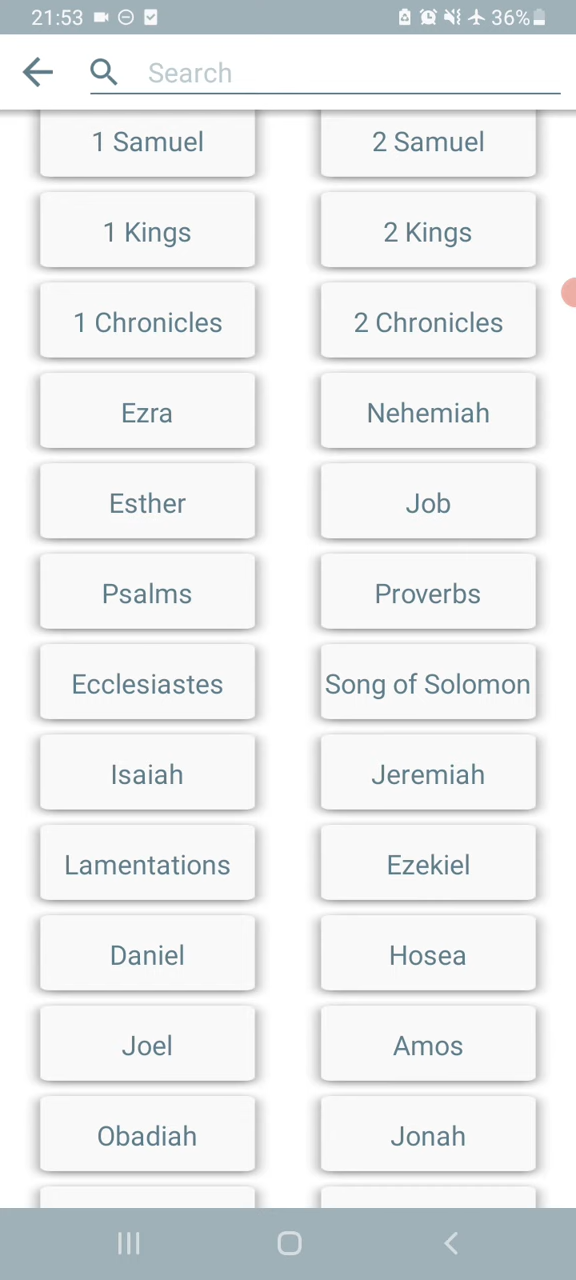 21:53 36%
Search
1 Samuel 2 Samuel
1 Kings 2 Kings
1 Chronicles 2 Chronicles
Ezra Nehemiah
Esther Job
Psalms Proverbs
Ecclesiastes Song of Solomon
Isaiah Jeremiah
Lamentations Ezekiel
Daniel Hosea
Joel Amos
Obadiah Jonah